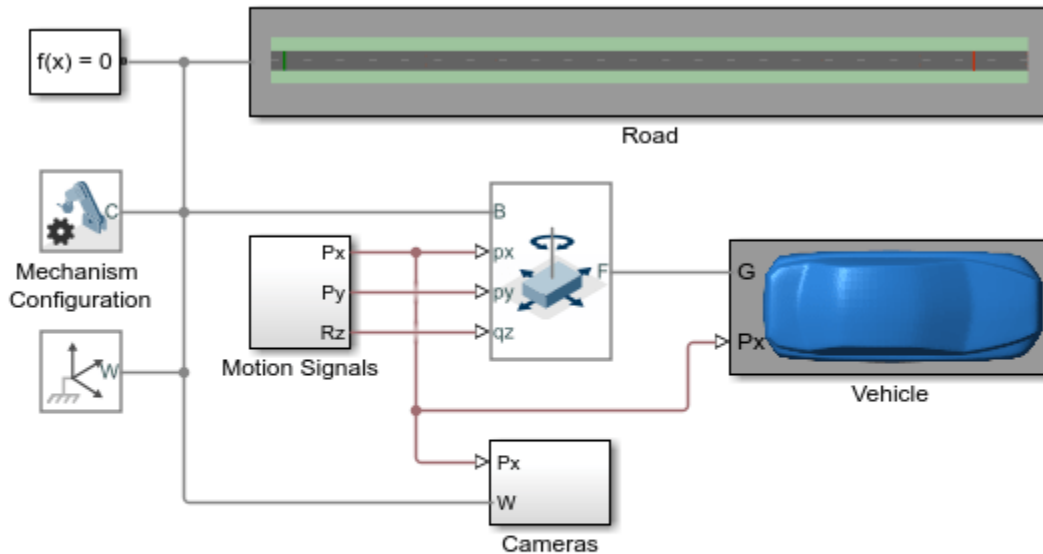 f(x) = 0
Road
C
Mechanism
Configuration
W
Px
Py
Rz
Motion Signals
B
px
py
qz
F
G
Px
Vehicle
Px
W
Cameras